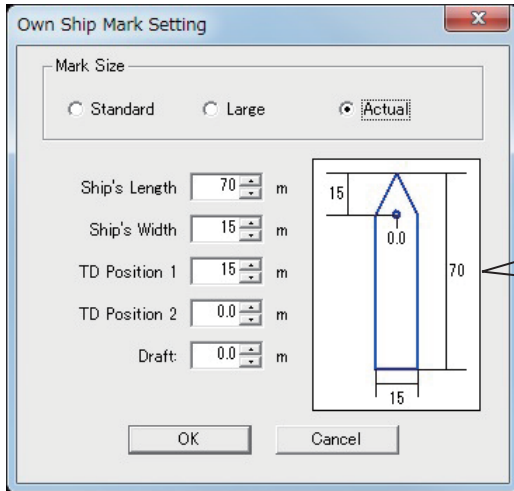 Own Ship Mark Setting
x
Mark Size
Standard
Large
Actual
Ship's Length 70 m
Ship's Width 15 m
TD Position 1 15 m
TD Position 2 0.0 m
Draft: 0.0 m
15
0.0
70
15
OK
Cancel